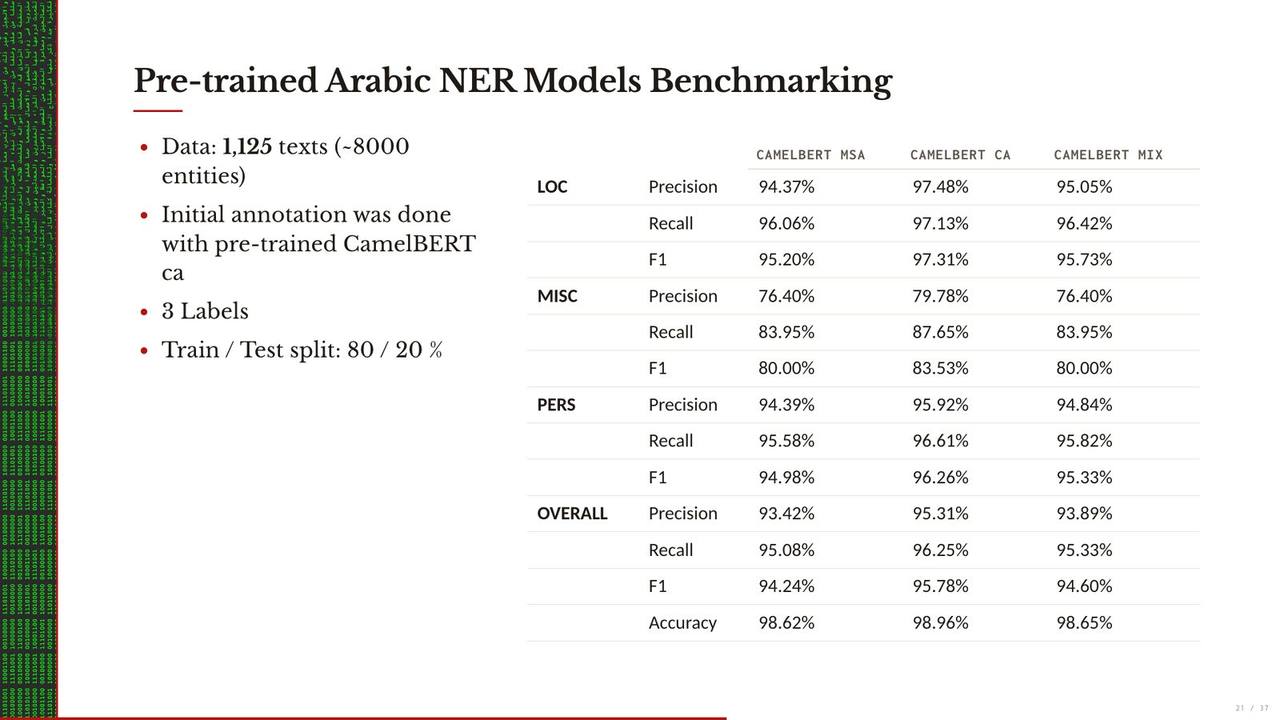 Pre-trained Arabic NER Models Benchmarking
• Data: 1,125 texts (~8000
entities)
• Initial annotation was done
with pre-trained CamelBERT
ca
• 3 Labels
• Train / Test split: 80 / 20 %
CAMELBERT MSA CAMELBERT CA CAMELBERT MIX
LOC Precision 94.37% 97.48% 95.05%
Recall 96.06% 97.13% 96.42%
F1 95.20% 97.31% 95.73%
MISC Precision 76.40% 79.78% 76.40%
Recall 83.95% 87.65% 83.95%
F1 80.00% 83.53% 80.00%
PERS Precision 94.39% 95.92% 94.84%
Recall 95.58% 96.61% 95.82%
F1 94.98% 96.26% 95.33%
OVERALL Precision 93.42% 95.31% 93.89%
Recall 95.08% 96.25% 95.33%
F1 94.24% 95.78% 94.60%
Accuracy 98.62% 98.96% 98.65%
21 / 37